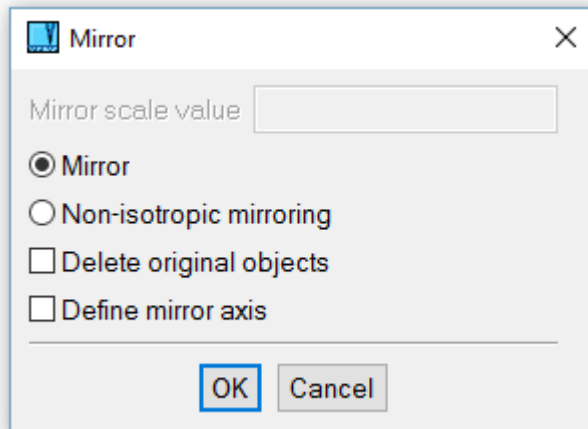 Mirror
Mirror scale value
Mirror
Non-isotropic mirroring
Delete original objects
Define mirror axis
OK Cancel